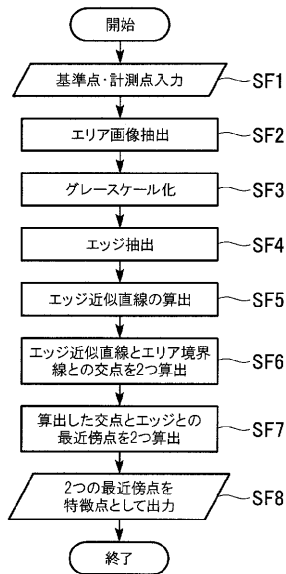 開始
基準点・計測点入力
SF1
エリア画像抽出
SF2
グレースケール化
SF3
エッジ抽出
SF4
エッジ近似直線の算出
SF5
エッジ近似直線とエリア境界
線との交点を2つ算出
SF6
算出した交点とエッジとの
最近傍点を2つ算出
SF7
2つの最近傍点を
特徴点として出力
SF8
終了